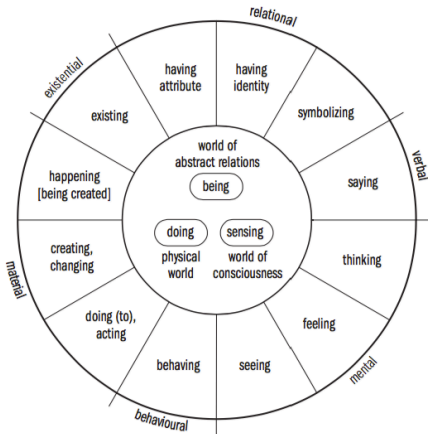 relational
having
attribute
having
identity
existential
existing
symbolizing
verbal
world of
abstract relations
being
happening
[being created]
saying
doing
sensing
physical
world
world of
consciousness
creating,
changing
thinking
material
doing (to),
acting
feeling
behaving
seeing
mental
behavioural